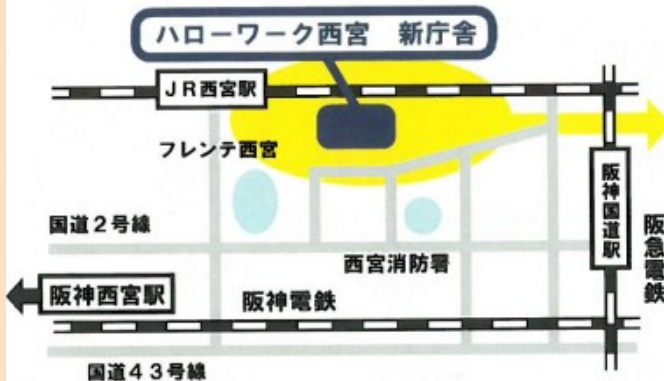 ハローワーク西宮　新庁舎
JR西宮駅
フレンテ西宮
阪神国道駅
国道2号線
西宮消防署
阪急電鉄
阪神西宮駅
阪神電鉄
国道43号線